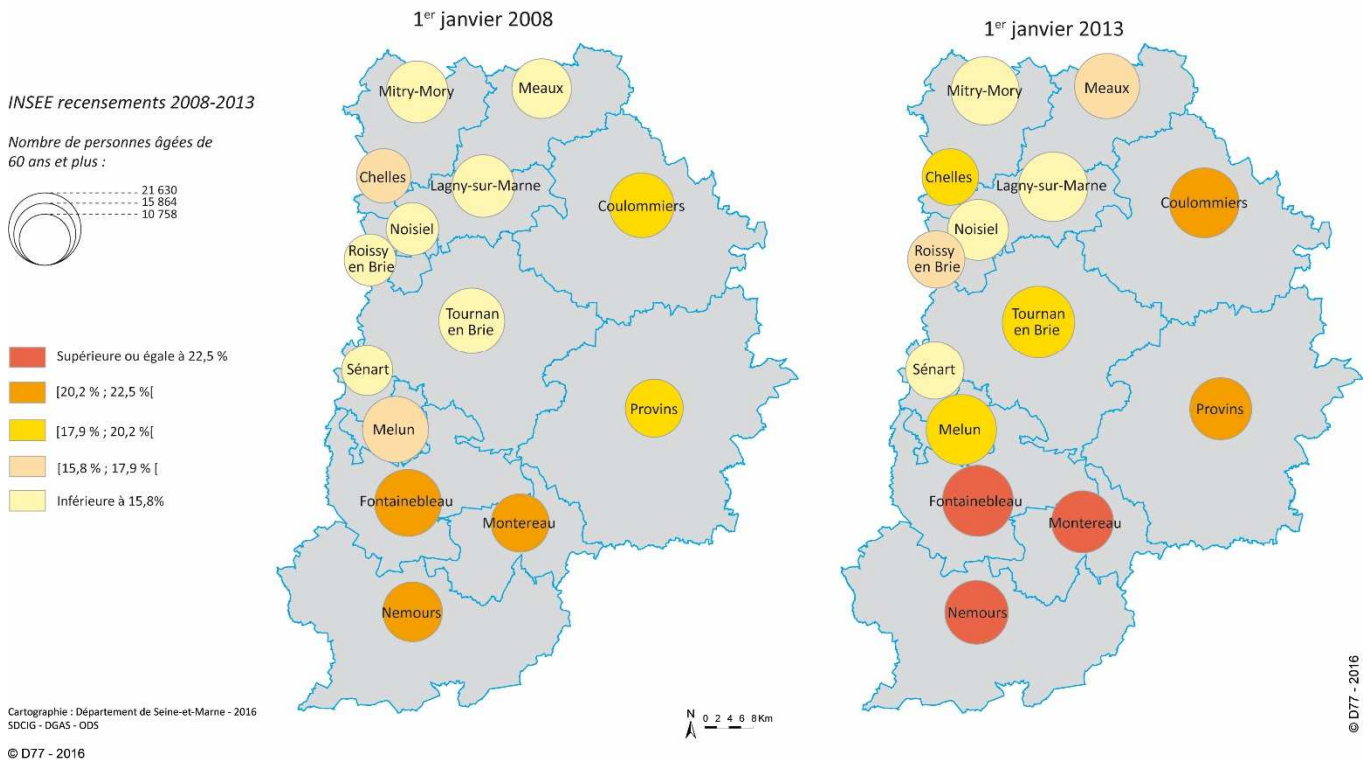 1er janvier 2008
1er janvier 2013
INSEE recensements 2008-2013
Nombre de personnes âgées de
60 ans et plus :
21 630
15 864
10 758
Supérieure ou égale à 22,5 %
[20,2 % ; 22,5 %[
[17,9 % ; 20,2 %[
[15,8 % ; 17,9 % [
Inférieure à 15,8%
Mitry-Mory
Meaux
Chelles
Lagny-sur-Marne
Coulommiers
Noisiel
Roissy
en Brie
Tournan
en Brie
Sénart
Melun
Provins
Fontainebleau
Montereau
Nemours
Mitry-Mory
Meaux
Chelles
Lagny-sur-Marne
Coulommiers
Noisiel
Roissy
en Brie
Tournan
en Brie
Sénart
Melun
Provins
Fontainebleau
Montereau
Nemours
Cartographie : Département de Seine-et-Marne - 2016
SDCIG - DGAS - ODS
© D77 - 2016
N
0 2 4 6 8 Km
© D77 - 2016